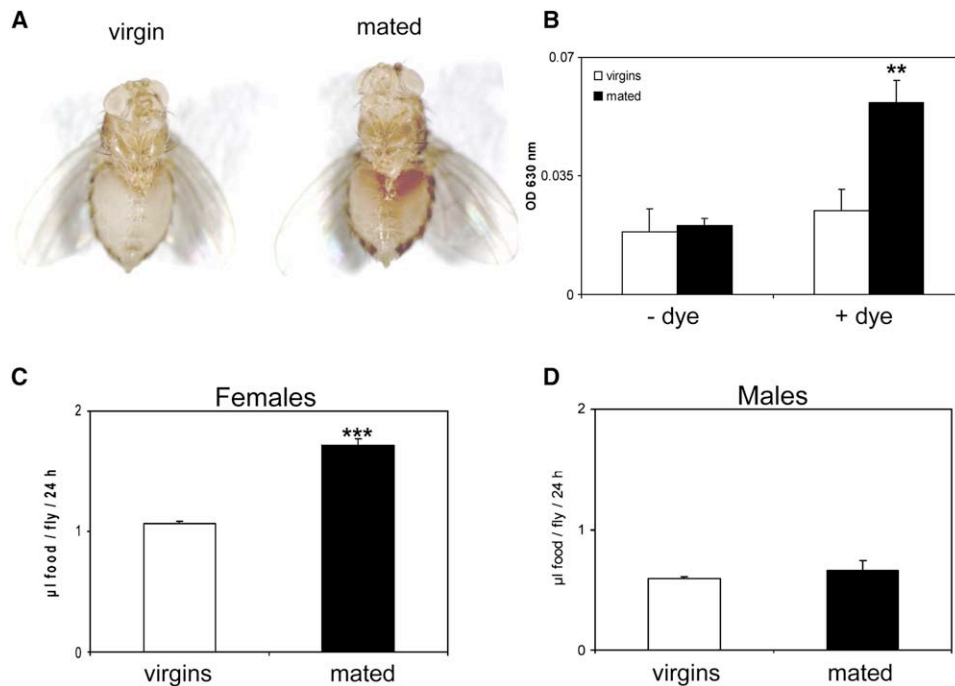 A
virgin
mated
B
0.07
0.035
0
OD 630 nm
virgins
mated
**
- dye
+ dye
C
Females
2
1
0
µl food / fly / 24 h
***
virgins
mated
D
Males
2
1
0
µl food / fly / 24 h
virgins
mated